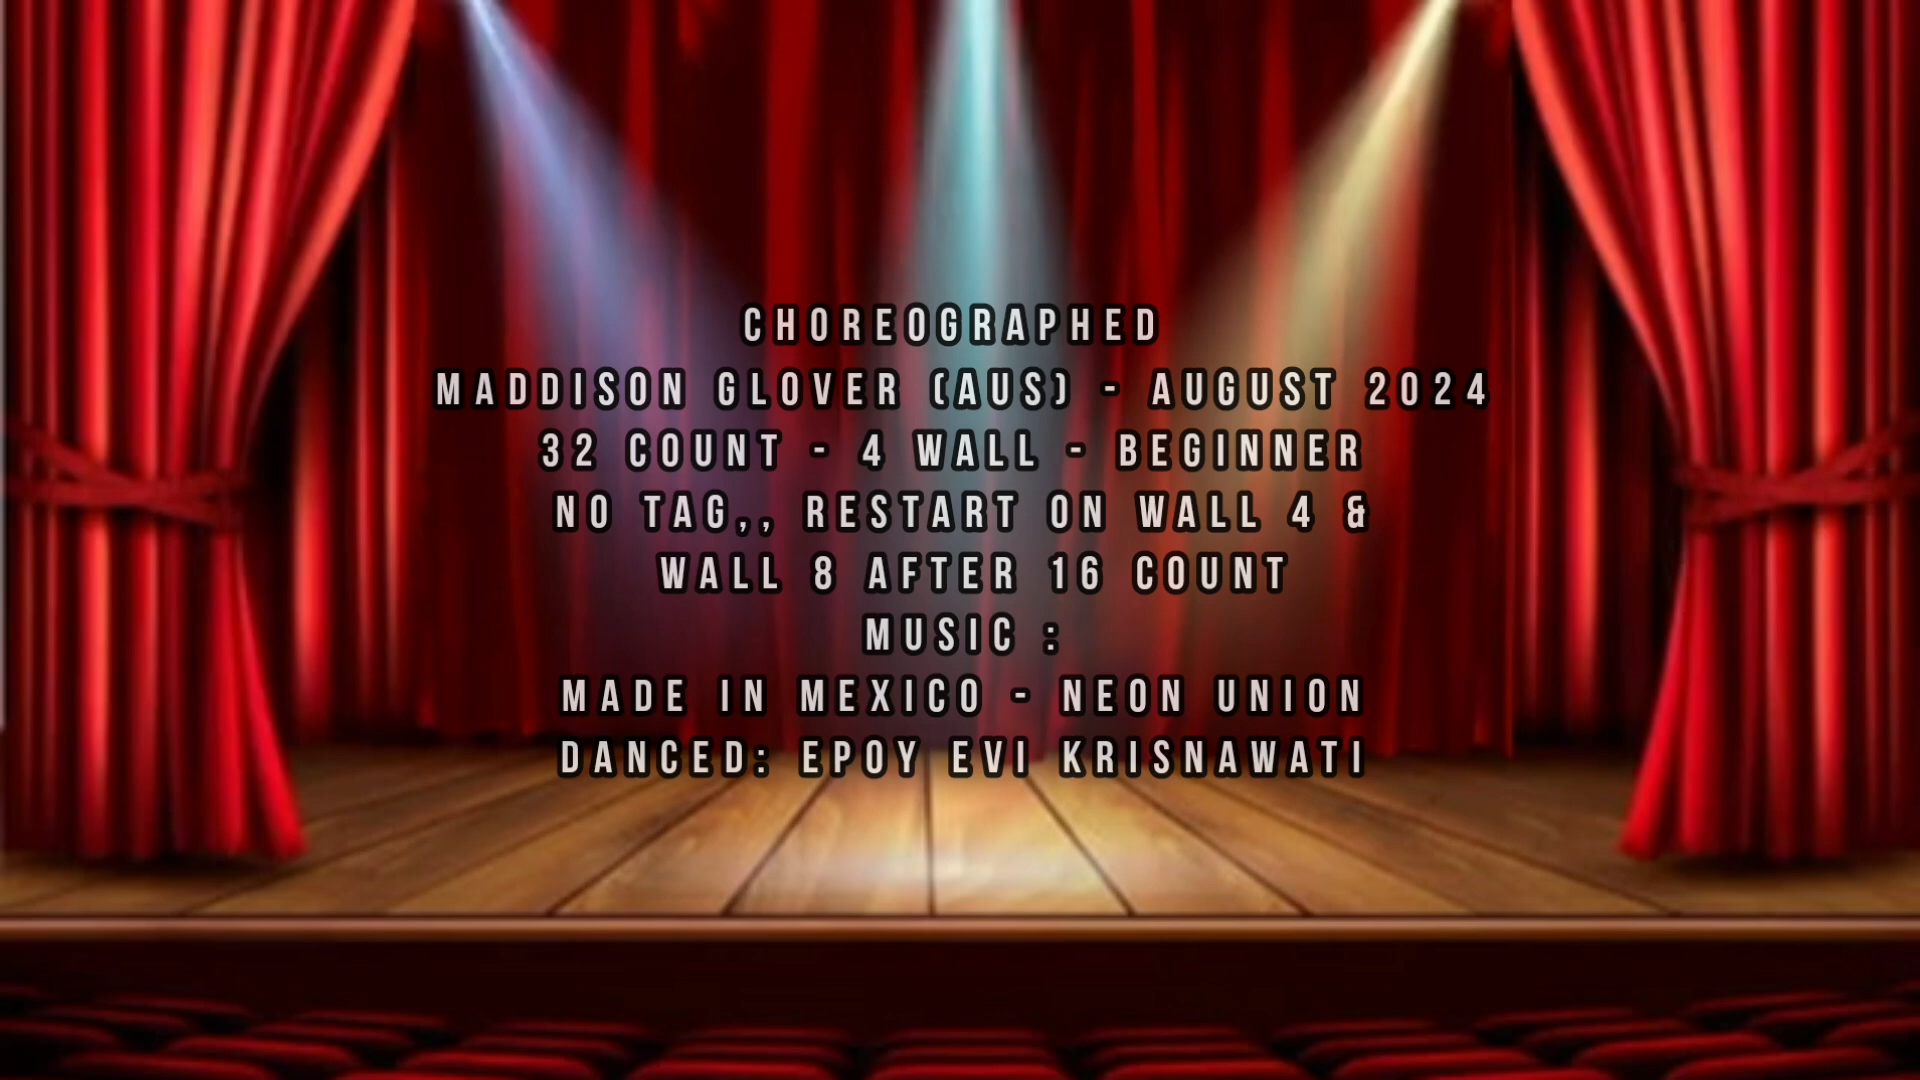 CHOREOGRAPHED
MADDISON GLOVER (AUS) - AUGUST 2024
32 COUNT - 4 WALL - BEGINNER
NO TAG,, RESTART ON WALL 4 &
WALL 8 AFTER 16 COUNT
MUSIC :
MADE IN MEXICO - NEON UNION
DANCED: EPOY EVI KRISNAWATI